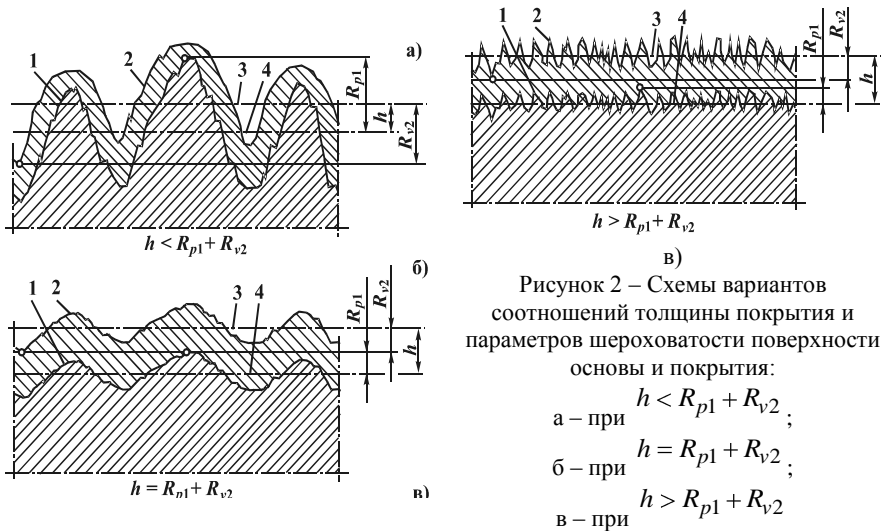 1
2
3
4
а)
R_p1
h
R_v2
h < R_p1 + R_v2
б)
1
2
3
4
R_p1
R_v2
h
h = R_p1 + R_v2
в)
1
2
3
4
R_p1
R_v2
h
h > R_p1 + R_v2
в)
Рисунок 2 – Схемы вариантов
соотношений толщины покрытия и
параметров шероховатости поверхности
основы и покрытия:
а – при h < R_p1 + R_v2 ;
б – при h = R_p1 + R_v2 ;
в – при h > R_p1 + R_v2